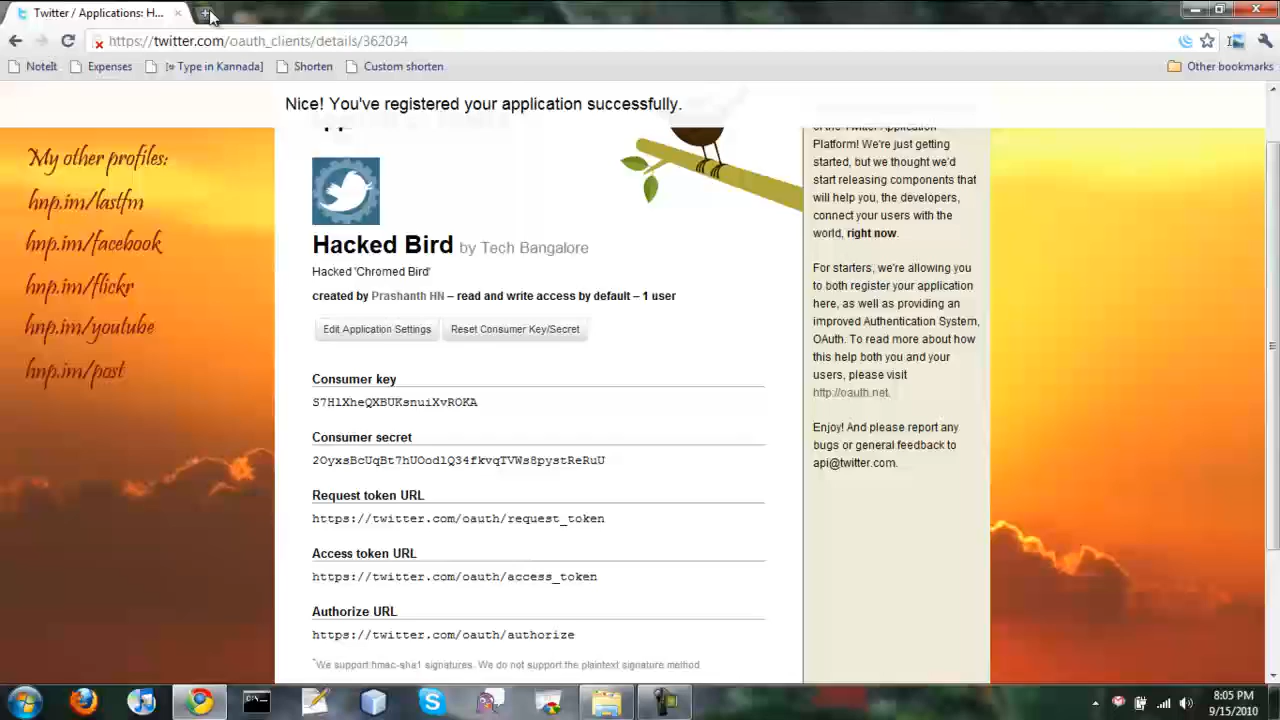 Twitter / Applications: H...
https://twitter.com/oauth_clients/details/362034
NoteIt
Expenses
[∞ Type in Kannada]
Shorten
Custom shorten
Other bookmarks
Nice! You've registered your application successfully.
My other profiles:
hnp.im/lastfm
hnp.im/facebook
hnp.im/flickr
hnp.im/youtube
hnp.im/post
Hacked Bird by Tech Bangalore
Hacked 'Chromed Bird'
created by Prashanth HN – read and write access by default – 1 user
Edit Application Settings
Reset Consumer Key/Secret
Consumer key
S7HlXheQXBUKsnuiXvROKA
Consumer secret
2OyxsBcUqBt7hUOodlQ34fkvqTVWs8pystReRuU
Request token URL
https://twitter.com/oauth/request_token
Access token URL
https://twitter.com/oauth/access_token
Authorize URL
https://twitter.com/oauth/authorize
*We support hmac-sha1 signatures. We do not support the plaintext signature method
of the Twitter Application
Platform! We're just getting
started, but we thought we'd
start releasing components that
will help you, the developers,
connect your users with the
world, right now.
For starters, we're allowing you
to both register your application
here, as well as providing an
improved Authentication System,
OAuth. To read more about how
this help both you and your
users, please visit
http://oauth.net.
Enjoy! And please report any
bugs or general feedback to
api@twitter.com.
8:05 PM
9/15/2010